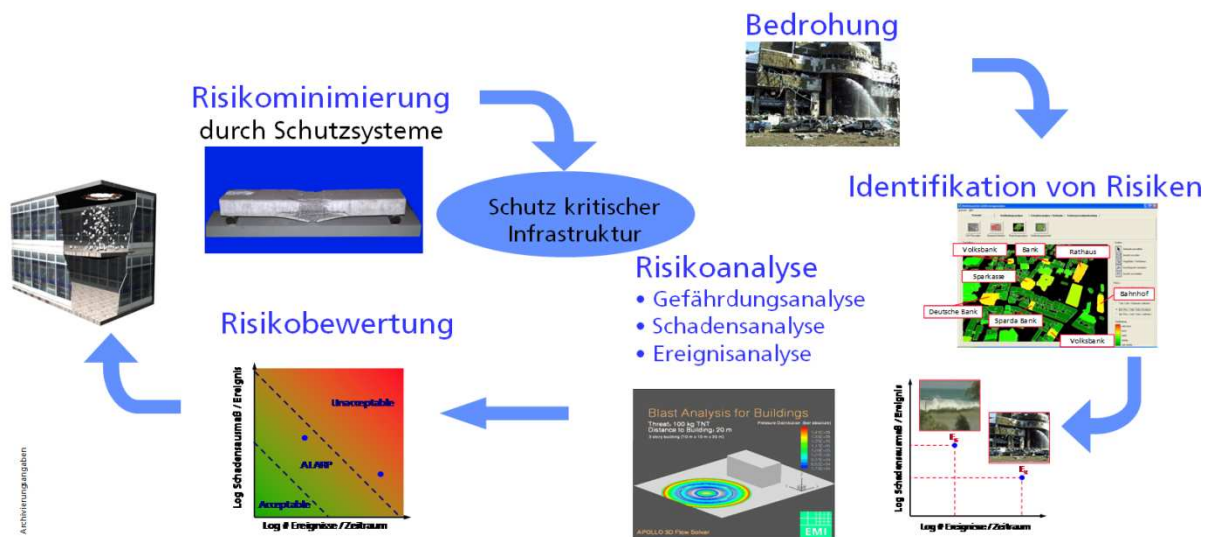 Bedrohung
Risikominimierung
durch Schutzsysteme
Schutz kritischer
Infrastruktur
Identifikation von Risiken
Volksbank
Bank
Rathaus
Sparkasse
Bahnhof
Deutsche Bank
Sparda Bank
Volksbank
Risikoanalyse
• Gefährdungsanalyse
• Schadensanalyse
• Ereignisanalyse
Risikobewertung
Log Schadensausmaß / Ereignis
Unacceptable
ALARP
Acceptable
Log # Ereignisse / Zeitraum
Blast Analysis for Buildings
Threat: 100 kg TNT
Distance to Building: 20 m
APOLLO 3D Flow Solver
EMI
Log Schadensausmaß / Ereignis
Log # Ereignisse / Zeitraum
Archivierungsangaben